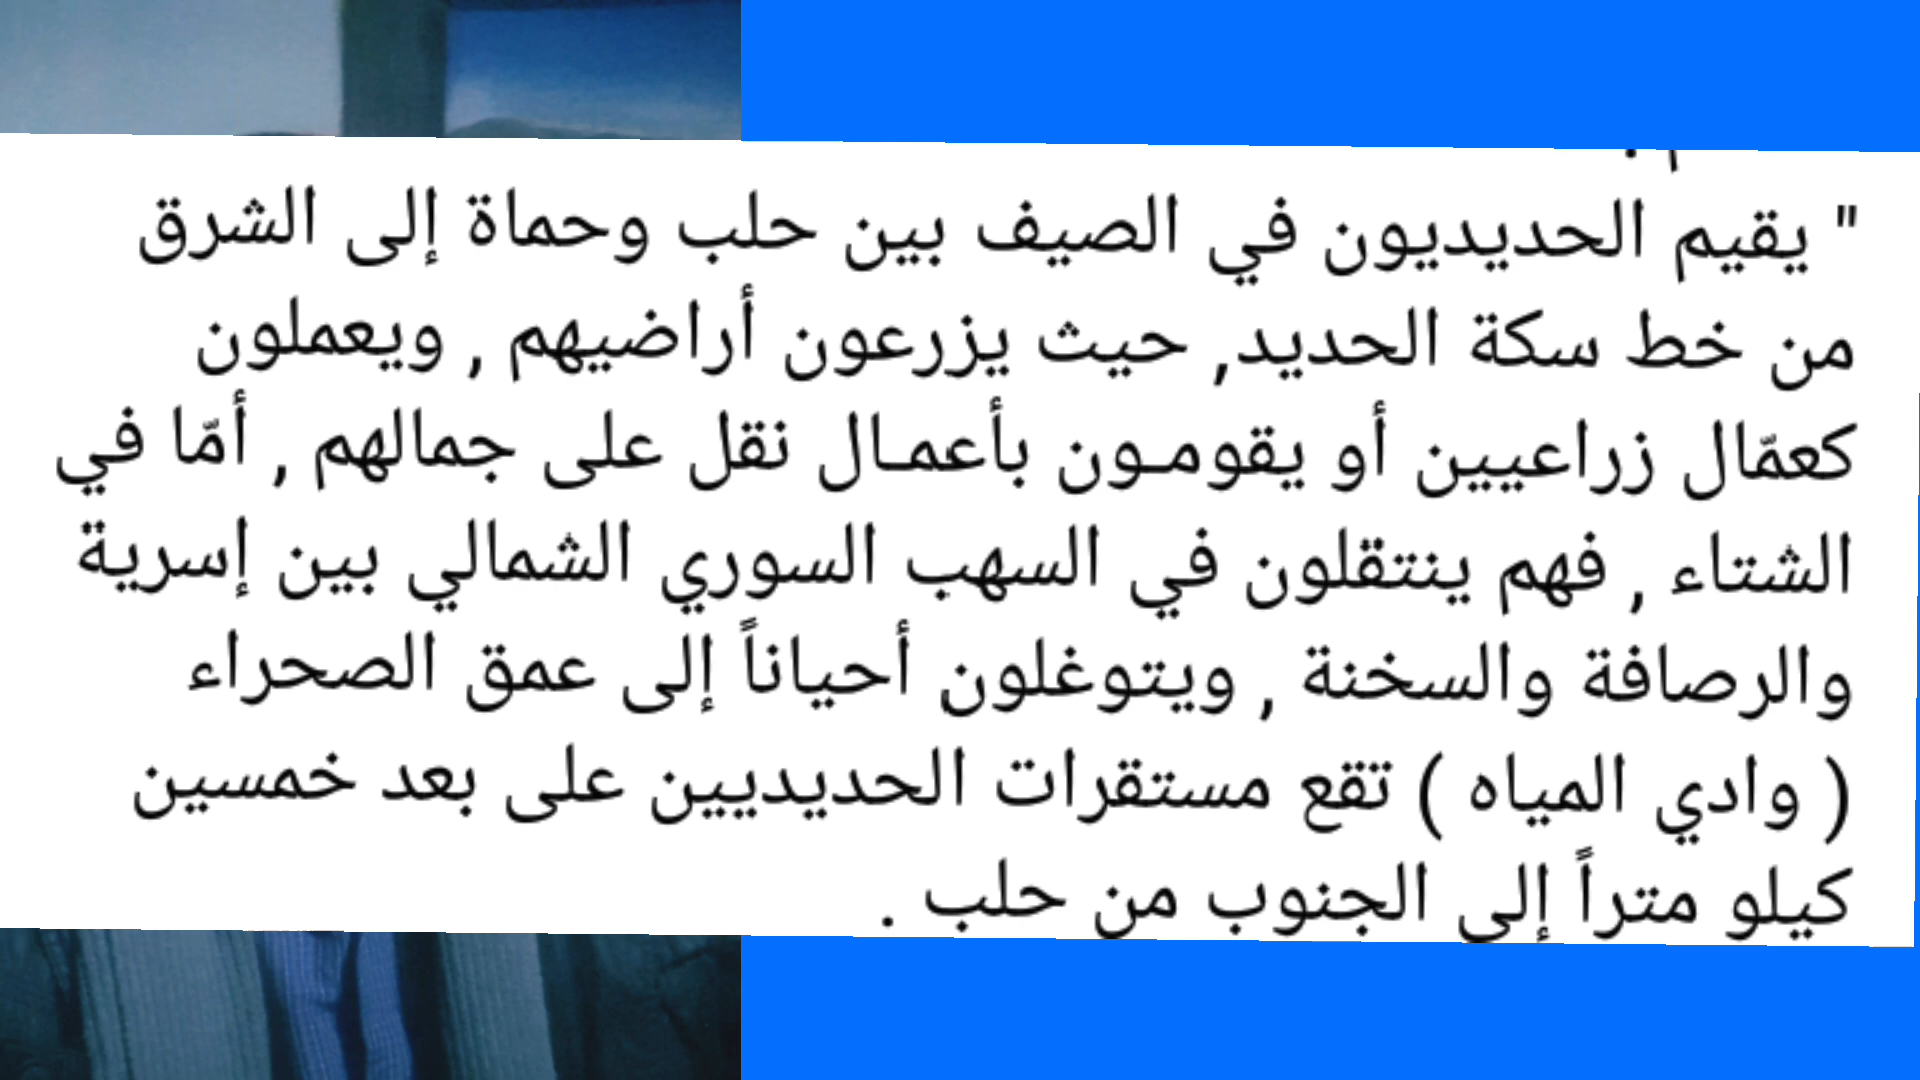 " يقيم الحديديون في الصيف بين حلب وحماة إلى الشرق
من خط سكة الحديد, حيث يزرعون أراضيهم , ويعملون
كعمّال زراعيين أو يقومـون بأعمـال نقل على جمالهم , أمّا في
الشتاء , فهم ينتقلون في السهب السوري الشمالي بين إسرية
والرصافة والسخنة , ويتوغلون أحياناً إلى عمق الصحراء
( وادي المياه ) تقع مستقرات الحديديين على بعد خمسين
كيلو متراً إلى الجنوب من حلب .